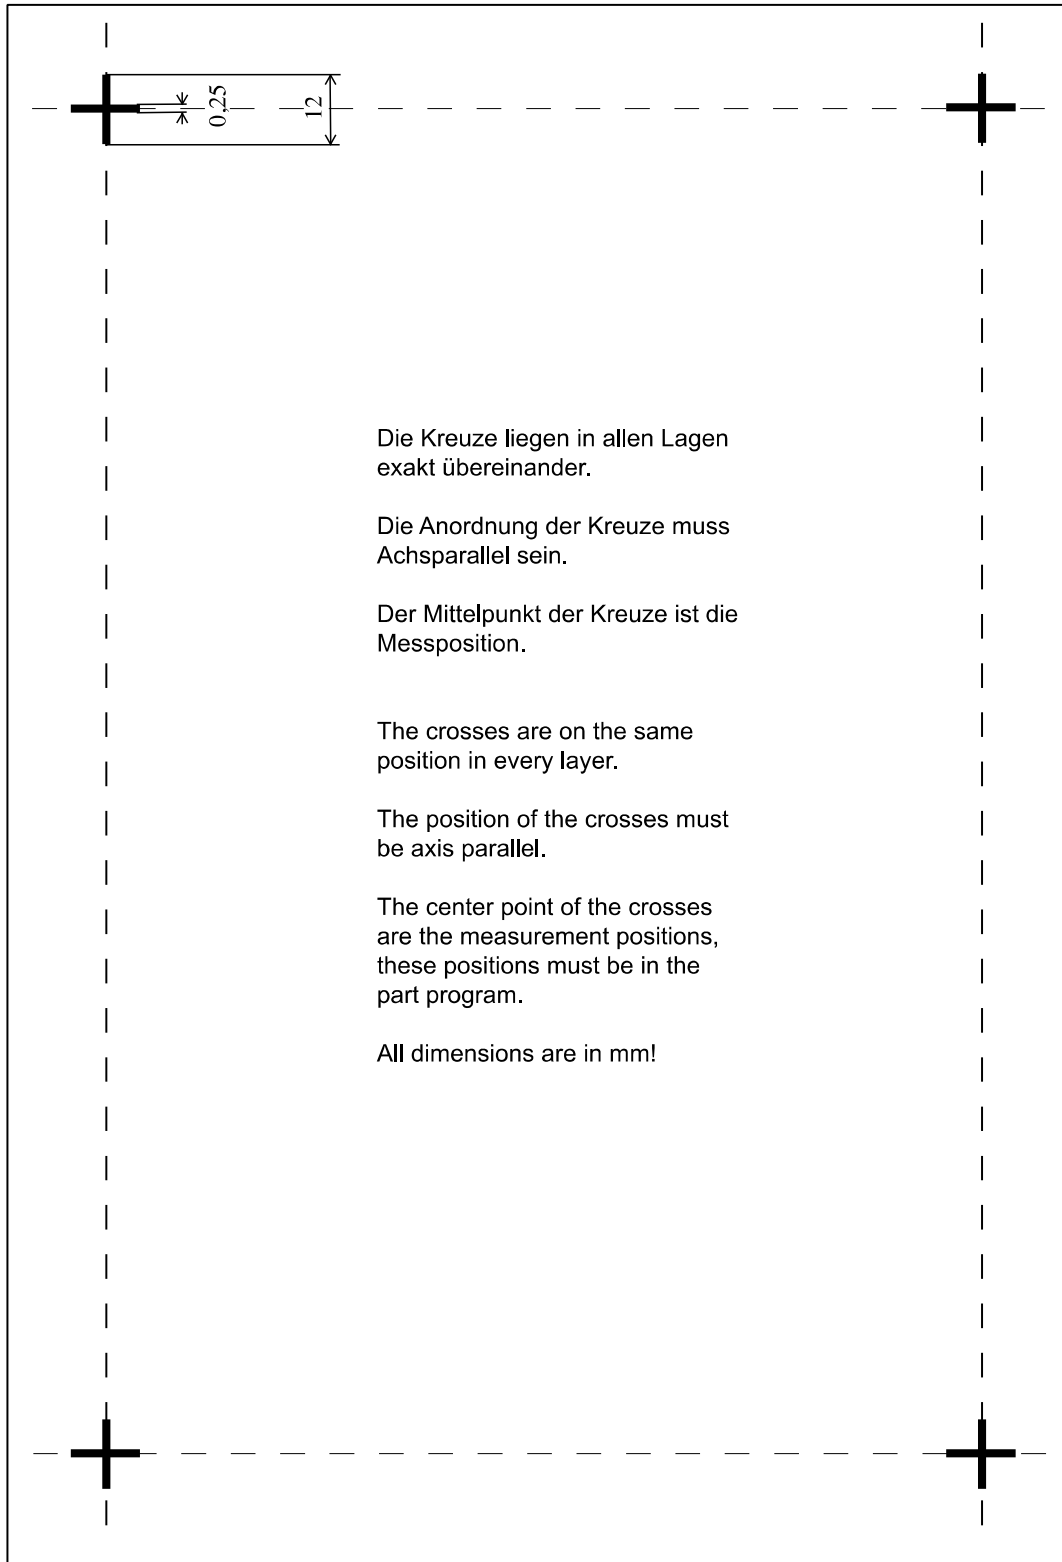 0,25
12
Die Kreuze liegen in allen Lagen
exakt übereinander.
Die Anordnung der Kreuze muss
Achsparallel sein.
Der Mittelpunkt der Kreuze ist die
Messposition.
The crosses are on the same
position in every layer.
The position of the crosses must
be axis parallel.
The center point of the crosses
are the measurement positions,
these positions must be in the
part program.
All dimensions are in mm!